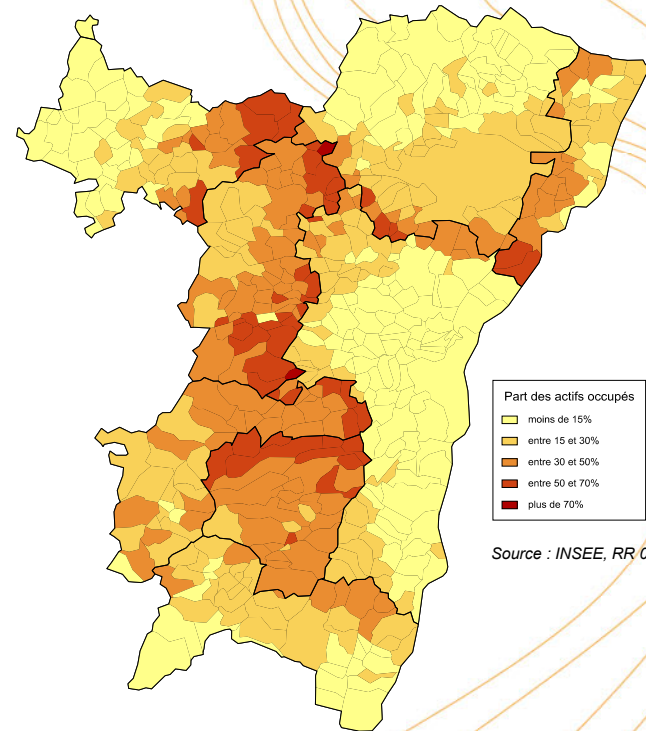 Part des actifs occupés
moins de 15%
entre 15 et 30%
entre 30 et 50%
entre 50 et 70%
plus de 70%
Source : INSEE, RR